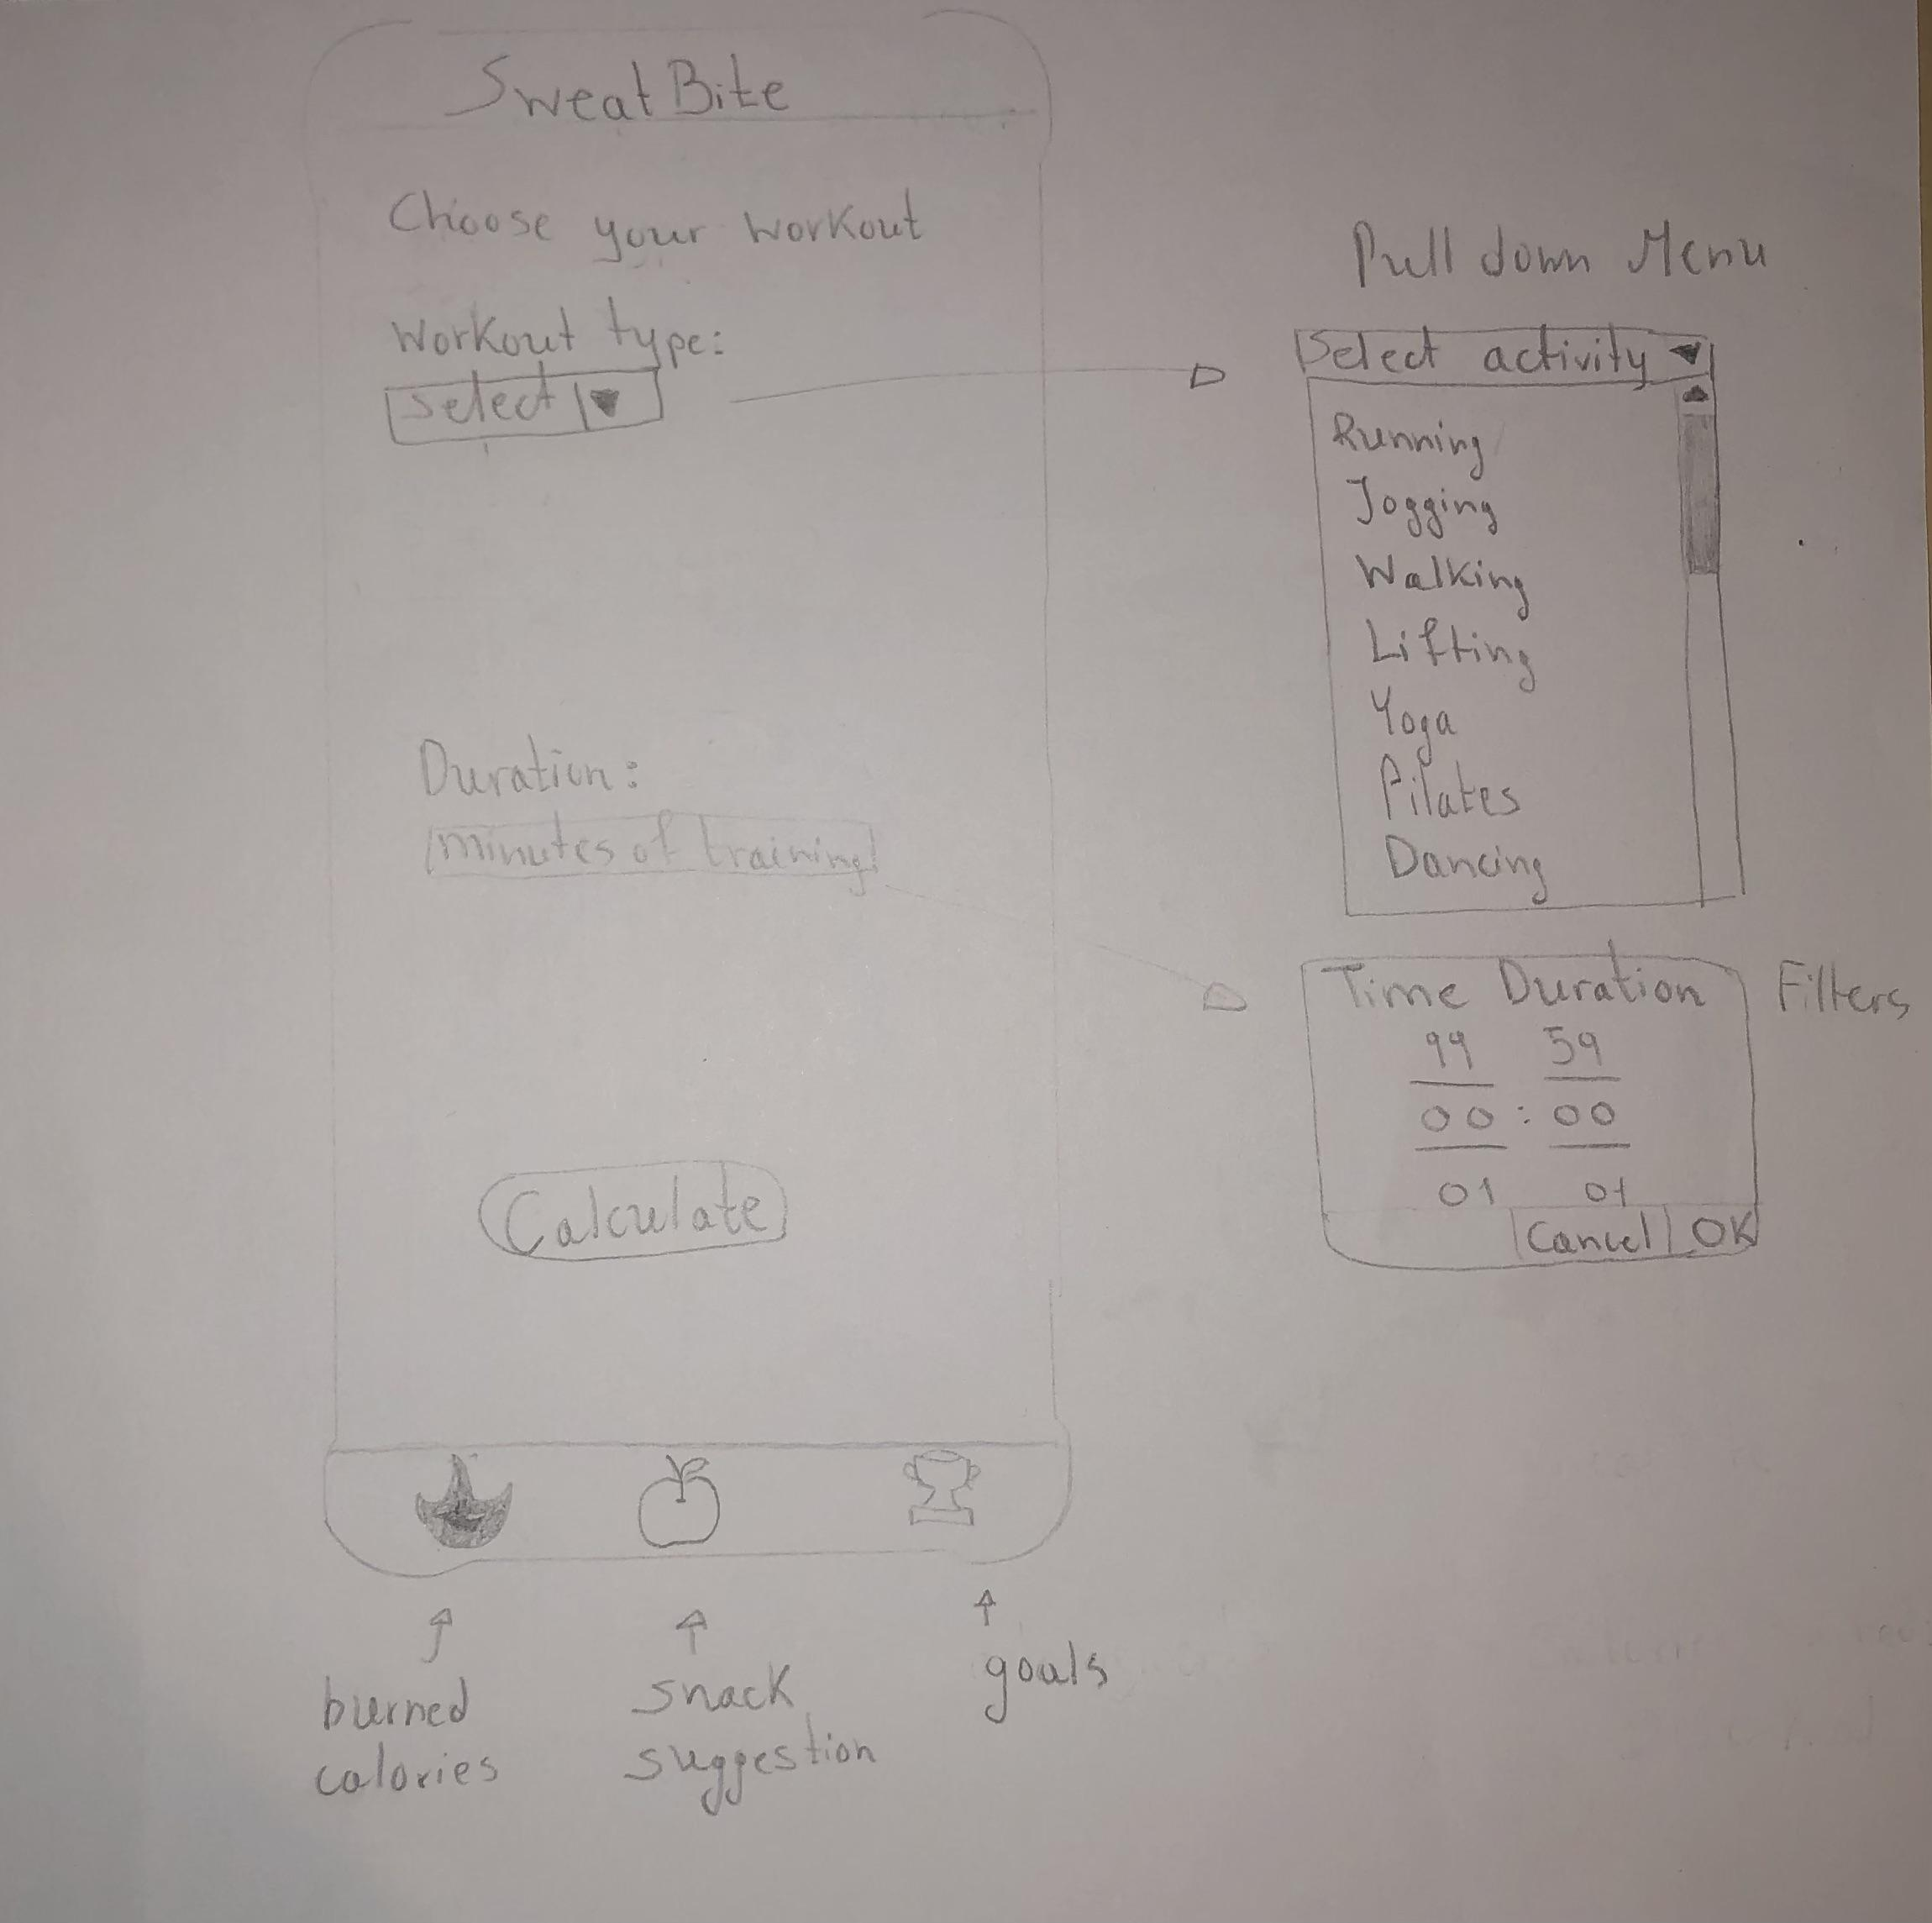 SweatBite
Choose your workout
Workout type:
Select
Duration:
minutes of training
Calculate
burned
calories
snack
suggestion
goals
Pull down Menu
Select activity
Running
Jogging
Walking
Lifting
Yoga
Pilates
Dancing
Time Duration
Filters
99 59
00 : 00
01 01
Cancel OK